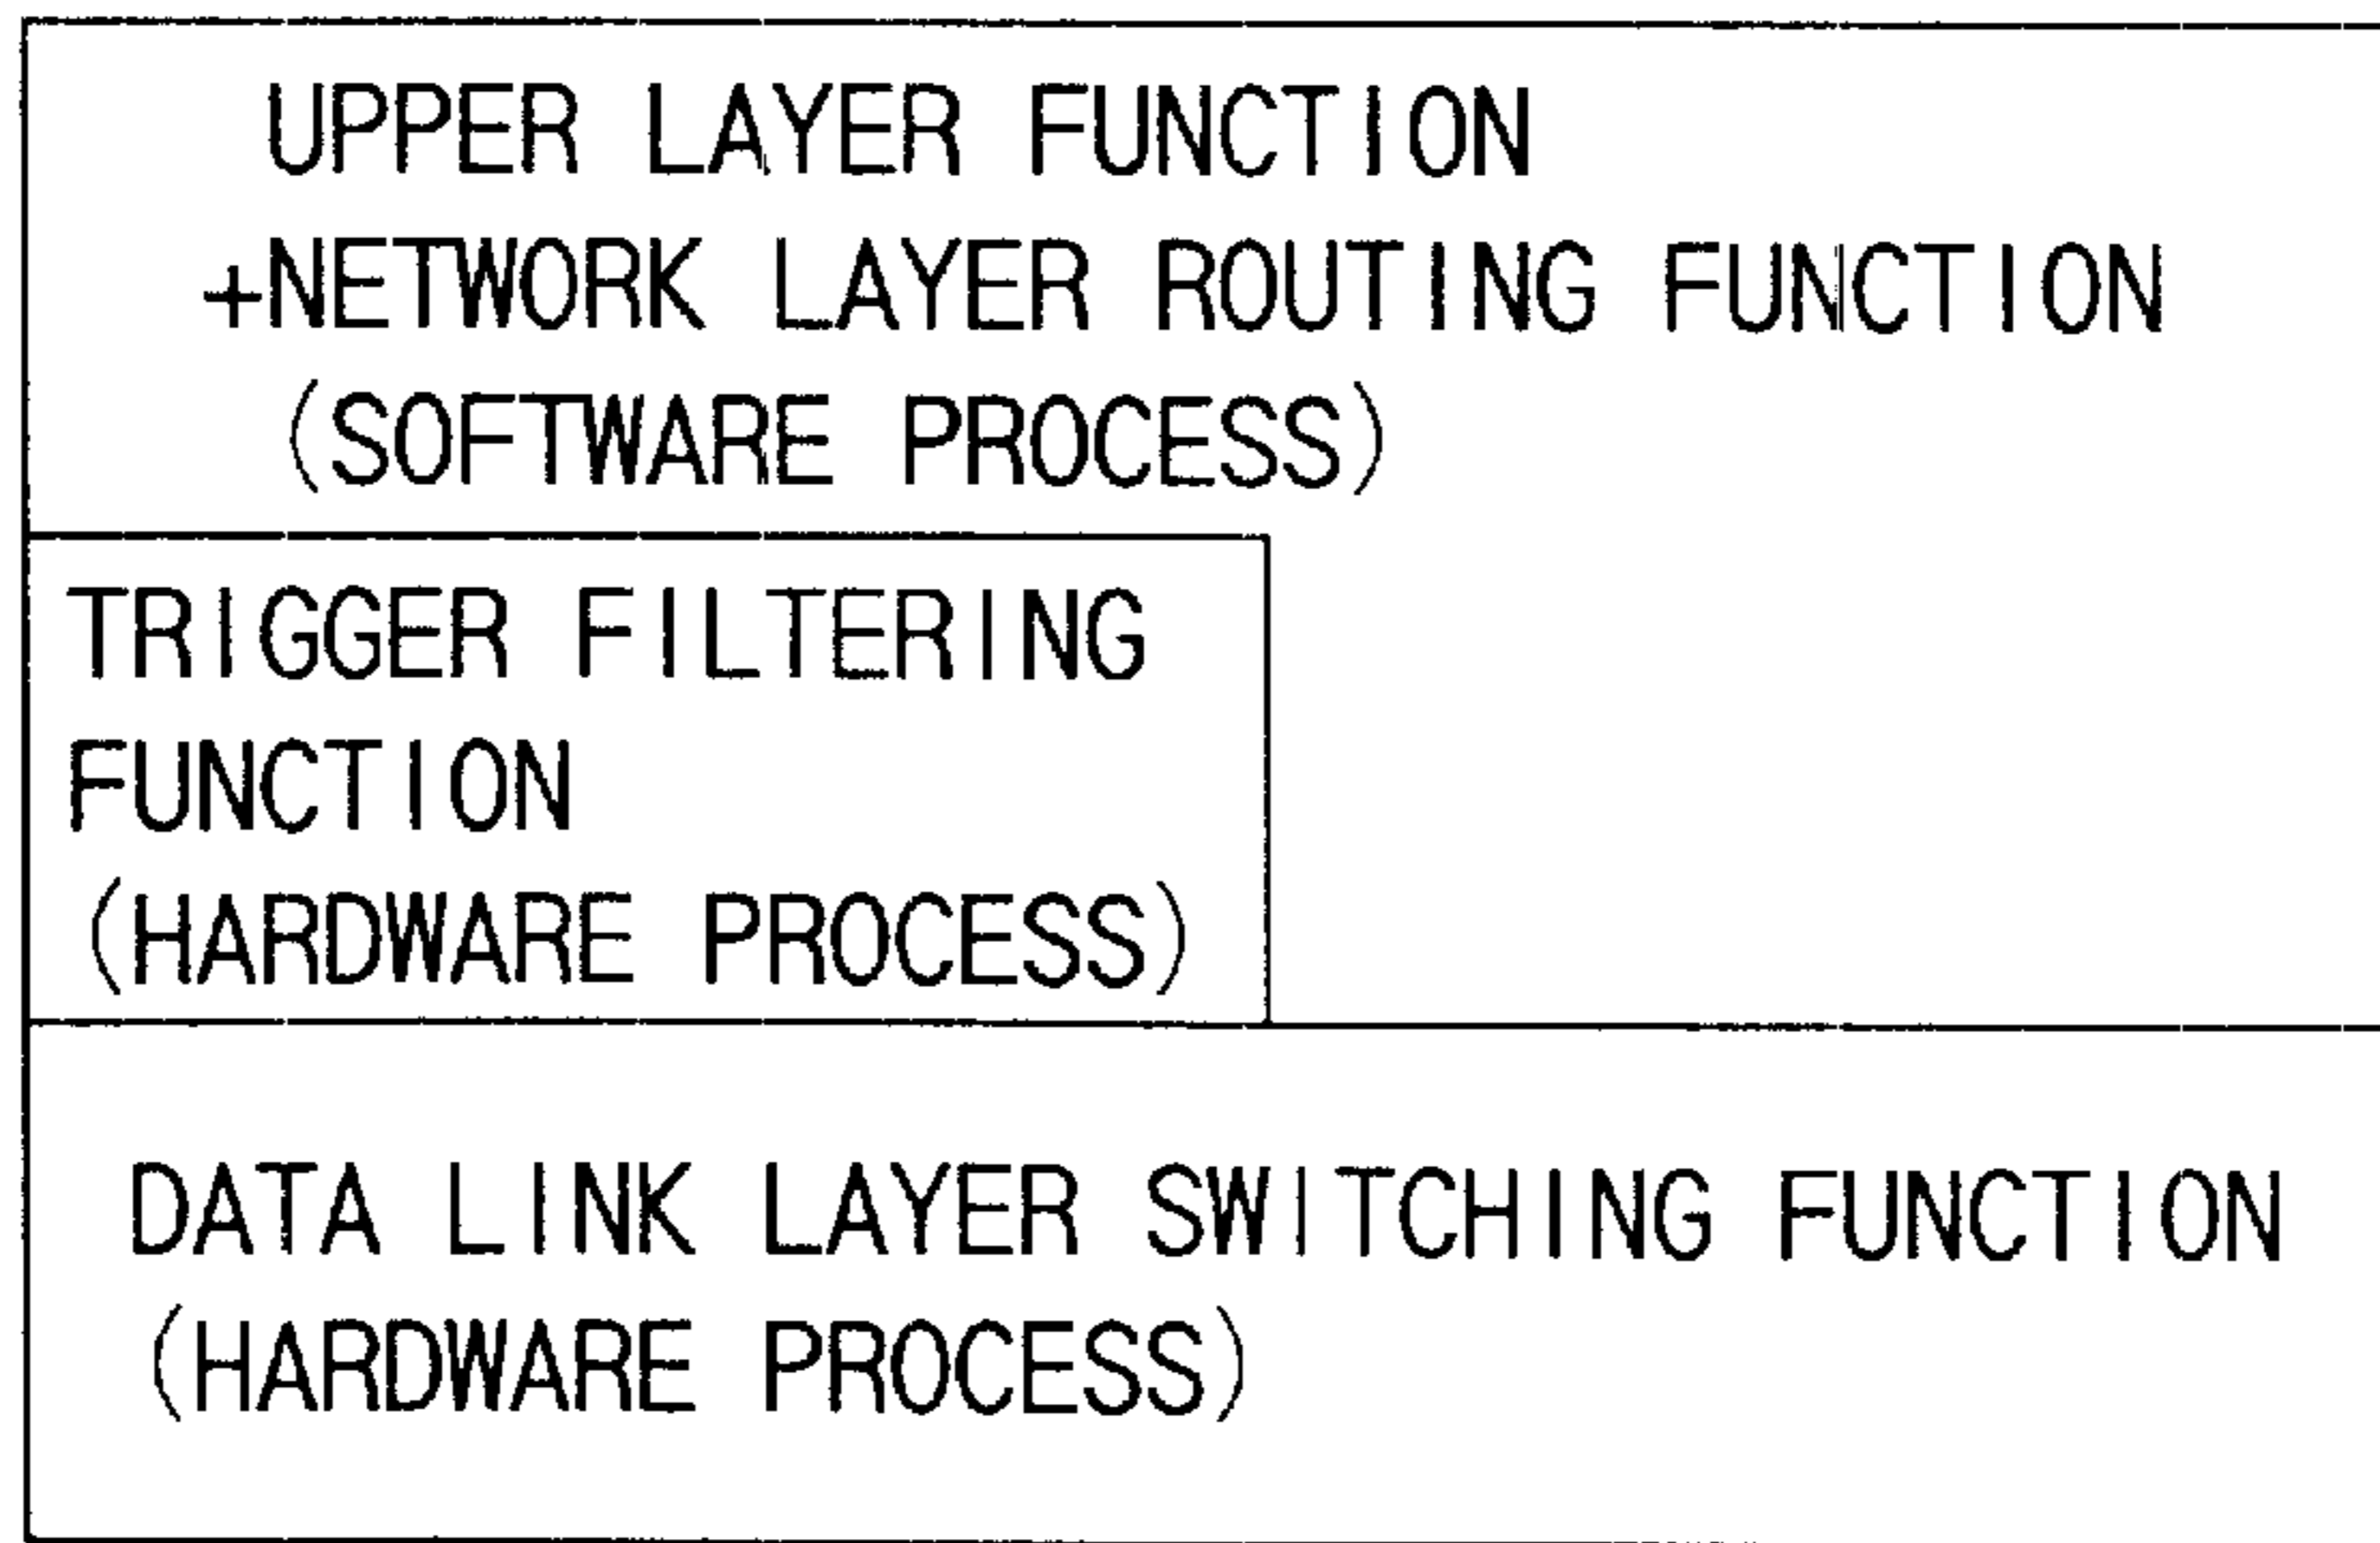 UPPER LAYER FUNCTION
+NETWORK LAYER ROUTING FUNCTION
(SOFTWARE PROCESS)
TRIGGER FILTERING
FUNCTION
(HARDWARE PROCESS)
DATA LINK LAYER SWITCHING FUNCTION
(HARDWARE PROCESS)